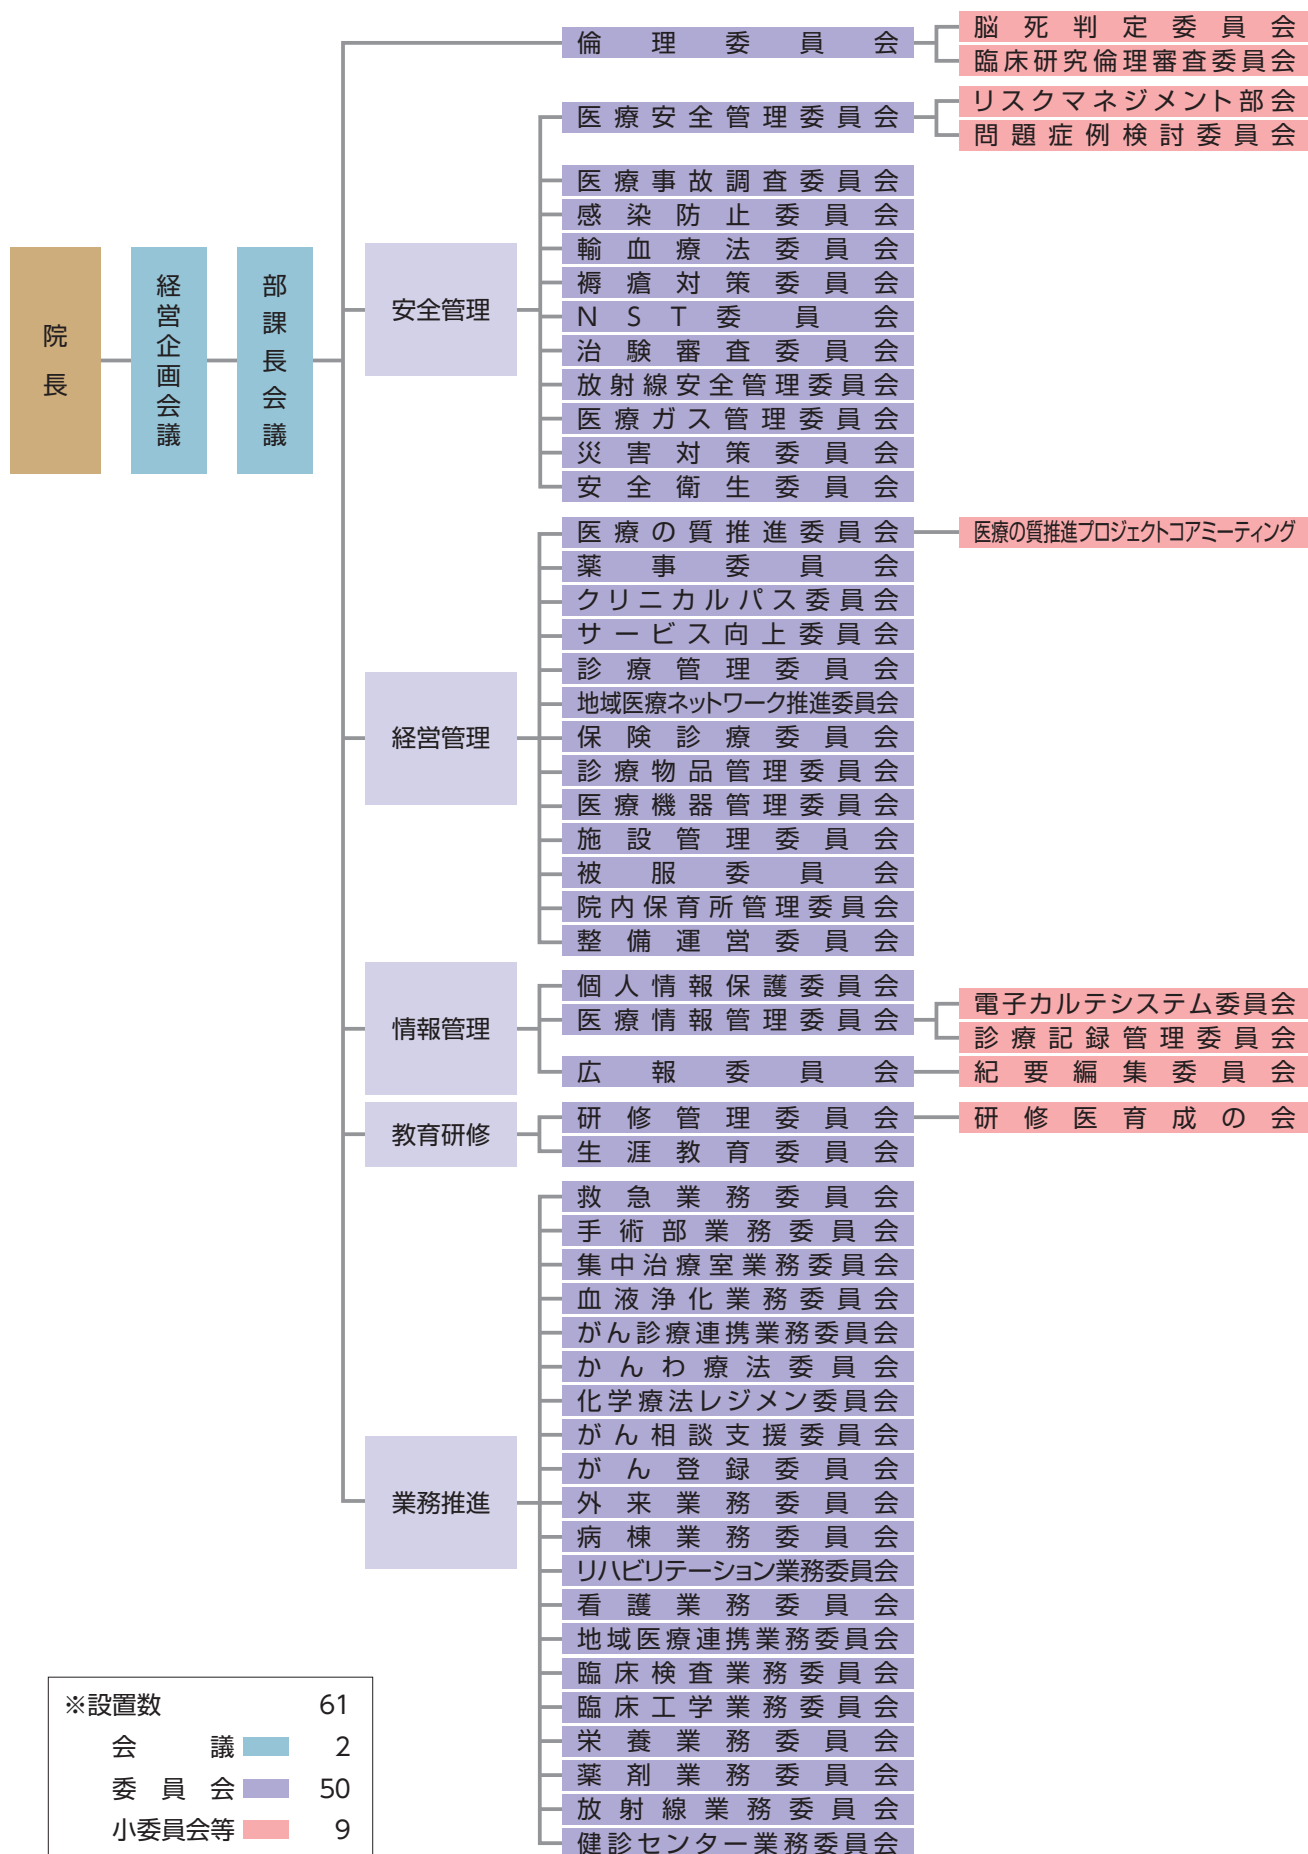 院長
経営企画会議
部課長会議
倫理委員会
脳死判定委員会
臨床研究倫理審査委員会
安全管理
医療安全管理委員会
リスクマネジメント部会
問題症例検討委員会
医療事故調査委員会
感染防止委員会
輸血療法委員会
褥瘡対策委員会
NST委員会
治験審査委員会
放射線安全管理委員会
医療ガス管理委員会
災害対策委員会
安全衛生委員会
経営管理
医療の質推進委員会
医療の質推進プロジェクトコアミーティング
薬事委員会
クリニカルパス委員会
サービス向上委員会
診療管理委員会
地域医療ネットワーク推進委員会
保険診療委員会
診療物品管理委員会
医療機器管理委員会
施設管理委員会
被服委員会
院内保育所管理委員会
整備運営委員会
情報管理
個人情報保護委員会
医療情報管理委員会
電子カルテシステム委員会
診療記録管理委員会
広報委員会
紀要編集委員会
教育研修
研修管理委員会
研修医育成の会
生涯教育委員会
業務推進
救急業務委員会
手術部業務委員会
集中治療室業務委員会
血液浄化業務委員会
がん診療連携業務委員会
かんわ療法委員会
化学療法レジメン委員会
がん相談支援委員会
がん登録委員会
外来業務委員会
病棟業務委員会
リハビリテーション業務委員会
看護業務委員会
地域医療連携業務委員会
臨床検査業務委員会
臨床工学業務委員会
栄養業務委員会
薬剤業務委員会
放射線業務委員会
健診センター業務委員会
※設置数 61
会議 2
委員会 50
小委員会等 9